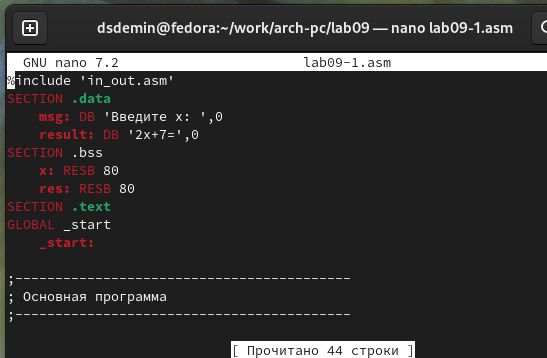 dsdemin@fedora:~/work/arch-pc/lab09 — nano lab09-1.asm
GNU nano 7.2 lab09-1.asm
%include 'in_out.asm'
SECTION .data
msg: DB 'Введите x: ',0
result: DB '2x+7=',0
SECTION .bss
x: RESB 80
res: RESB 80
SECTION .text
GLOBAL _start
_start:
;------------------------------------------
; Основная программа
;------------------------------------------
[ Прочитано 44 строки ]